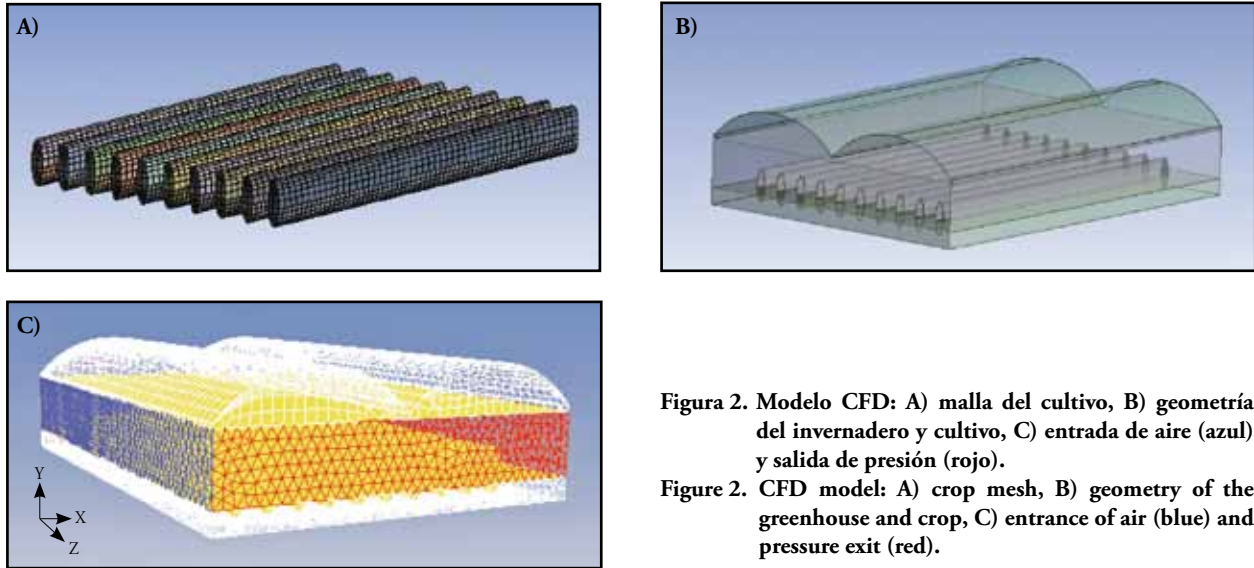 A)
B)
C)
Y
X
Z
Figura 2. Modelo CFD: A) malla del cultivo, B) geometría
del invernadero y cultivo, C) entrada de aire (azul)
y salida de presión (rojo).
Figure 2. CFD model: A) crop mesh, B) geometry of the
greenhouse and crop, C) entrance of air (blue) and
pressure exit (red).